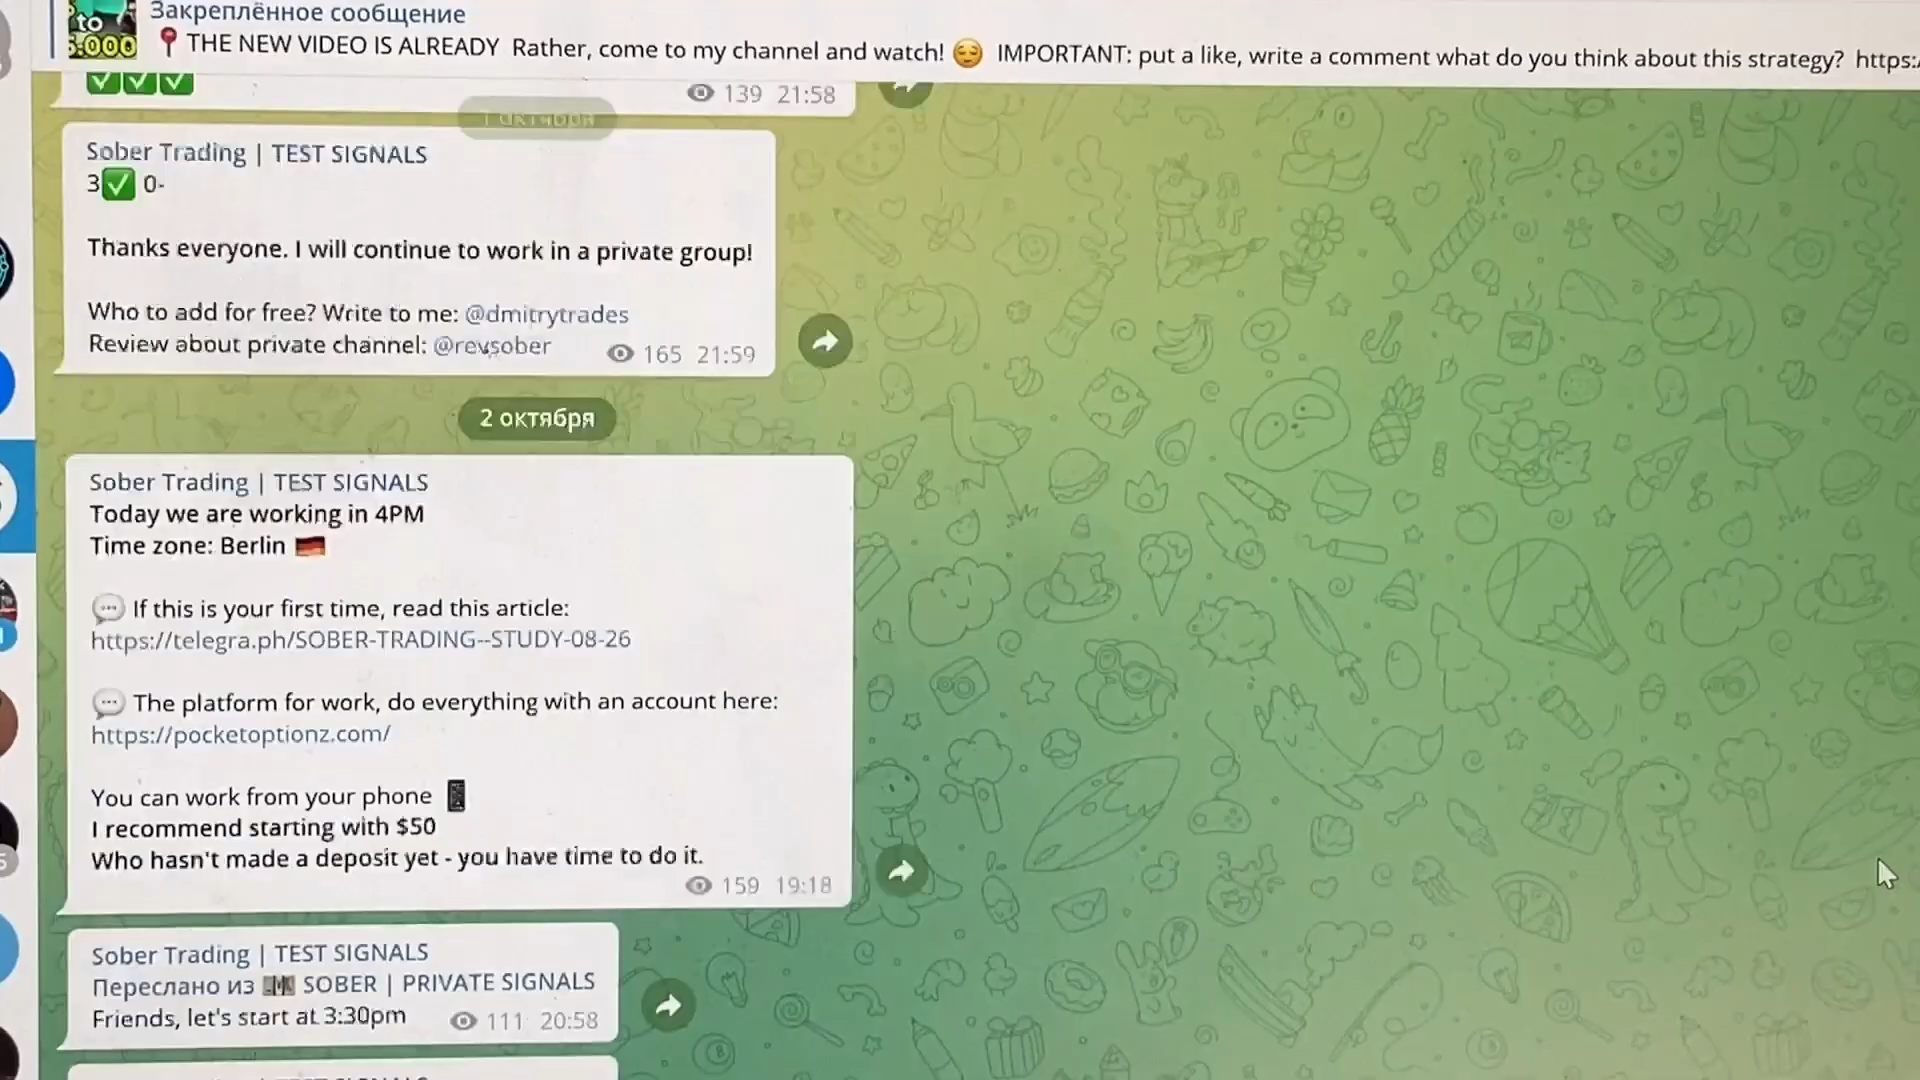 to
5.000
Закреплённое сообщение
📍 THE NEW VIDEO IS ALREADY Rather, come to my channel and watch! 😌 IMPORTANT: put a like, write a comment what do you think about this strategy? https:/
✅✅✅
139 21:58
1 октября
Sober Trading | TEST SIGNALS
3✅ 0-
Thanks everyone. I will continue to work in a private group!
Who to add for free? Write to me: @dmitrytrades
Review about private channel: @revsober
165 21:59
2 октября
Sober Trading | TEST SIGNALS
Today we are working in 4PM
Time zone: Berlin 🇩🇪
💬 If this is your first time, read this article:
https://telegra.ph/SOBER-TRADING--STUDY-08-26
💬 The platform for work, do everything with an account here:
https://pocketoptionz.com/
You can work from your phone 📱
I recommend starting with $50
Who hasn't made a deposit yet - you have time to do it.
159 19:18
Sober Trading | TEST SIGNALS
Переслано из SOBER | PRIVATE SIGNALS
Friends, let's start at 3:30pm
111 20:58